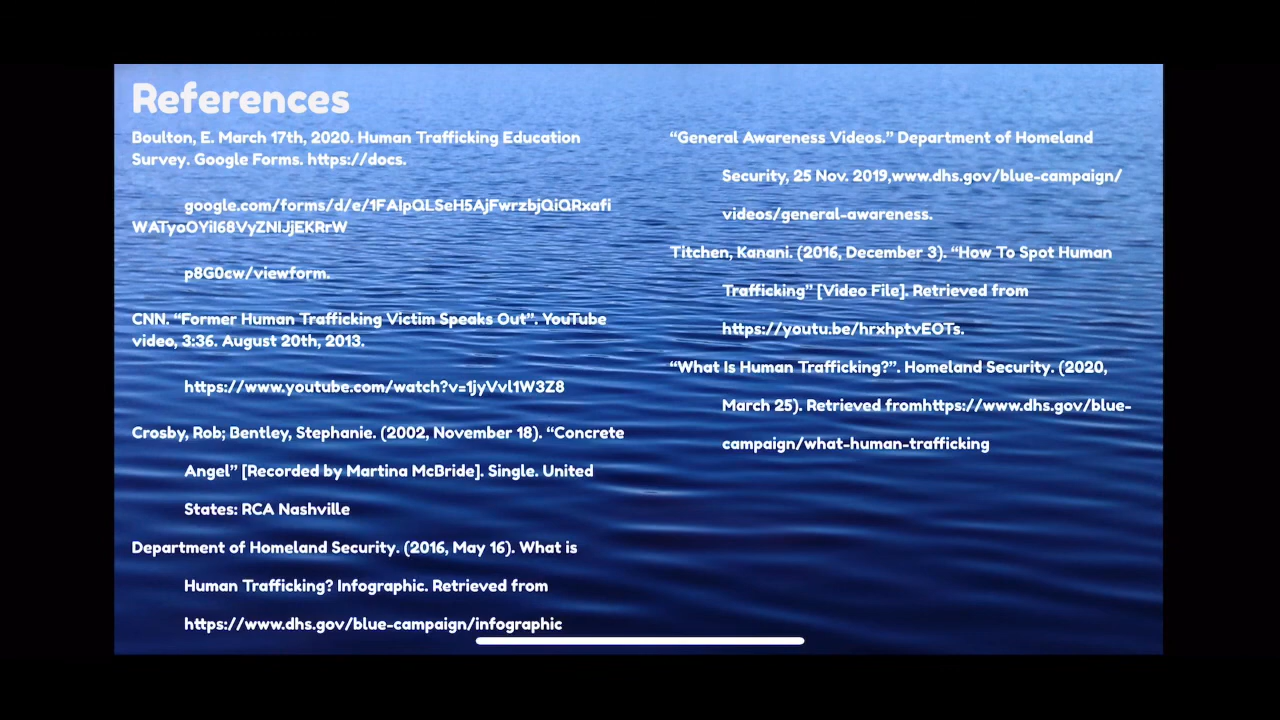 References
Boulton, E. March 17th, 2020. Human Trafficking Education
Survey. Google Forms. https://docs.
google.com/forms/d/e/1FAIpQLSeH5AjFwrzbjQiQRxafi
WATyoOYiI68VyZNIJjEKRrW
p8G0cw/viewform.
CNN. “Former Human Trafficking Victim Speaks Out”. YouTube
video, 3:36. August 20th, 2013.
https://www.youtube.com/watch?v=1jyVvl1W3Z8
Crosby, Rob; Bentley, Stephanie. (2002, November 18). “Concrete
Angel” [Recorded by Martina McBride]. Single. United
States: RCA Nashville
Department of Homeland Security. (2016, May 16). What is
Human Trafficking? Infographic. Retrieved from
https://www.dhs.gov/blue-campaign/infographic
“General Awareness Videos.” Department of Homeland
Security, 25 Nov. 2019,www.dhs.gov/blue-campaign/
videos/general-awareness.
Titchen, Kanani. (2016, December 3). “How To Spot Human
Trafficking” [Video File]. Retrieved from
https://youtu.be/hrxhptvEOTs.
“What Is Human Trafficking?”. Homeland Security. (2020,
March 25). Retrieved fromhttps://www.dhs.gov/blue-
campaign/what-human-trafficking